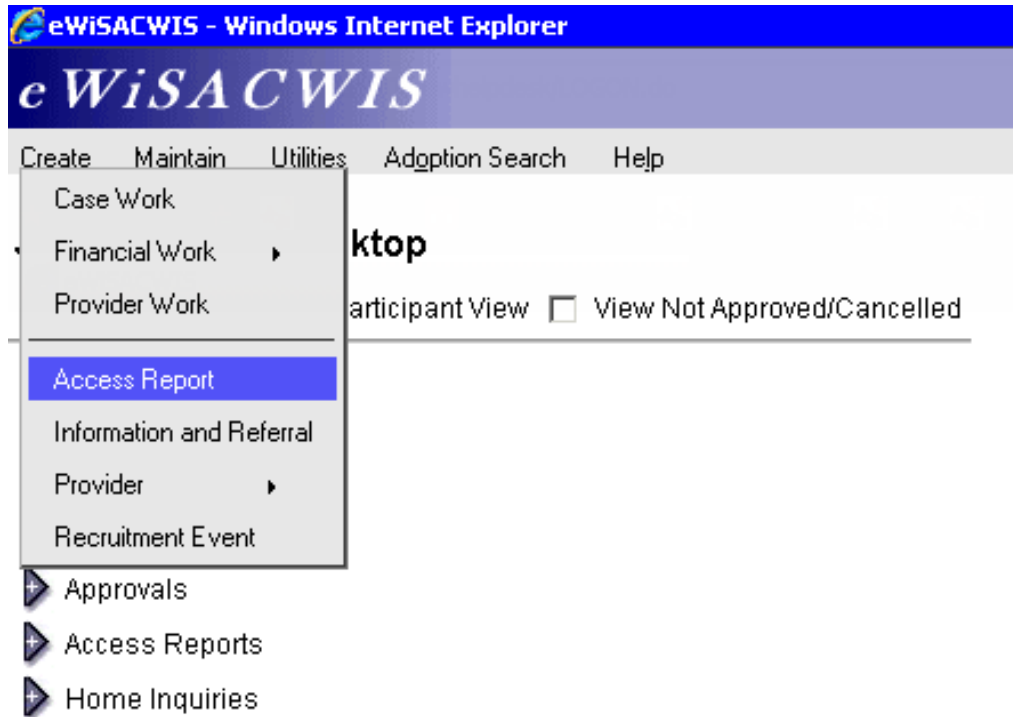 eWiSACWIS - Windows Internet Explorer
e WiSACWIS
Create Maintain Utilities Adoption Search Help
Case Work
Financial Work
ktop
Provider Work
articipant View View Not Approved/Cancelled
Access Report
Information and Referral
Provider
Recruitment Event
Approvals
Access Reports
Home Inquiries